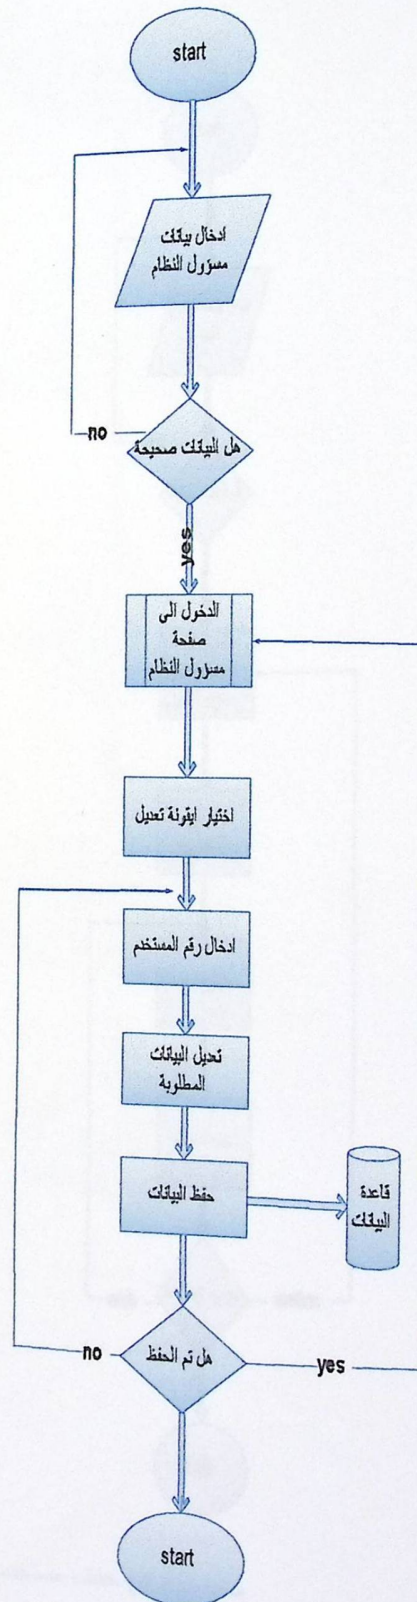 start
ادخال بيانات
مسؤول النظام
هل البيانات صحيحة
no
yes
الدخول الى
صفحة
مسؤول النظام
اختيار ايقونة تعديل
ادخال رقم المستخدم
تعديل البيانات
المطلوبة
حفظ البيانات
قاعدة
البيانات
هل تم الحفظ
no
yes
start